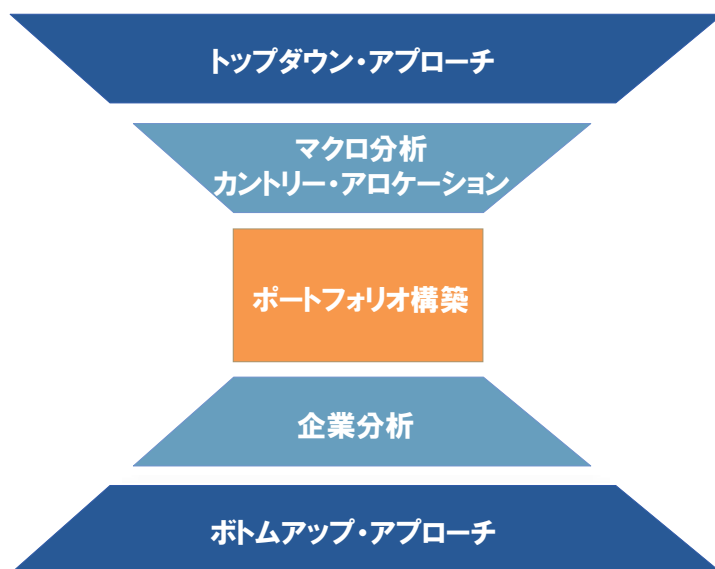 トップダウン・アプローチ
マクロ分析
カントリー・アロケーション
ポートフォリオ構築
企業分析
ボトムアップ・アプローチ